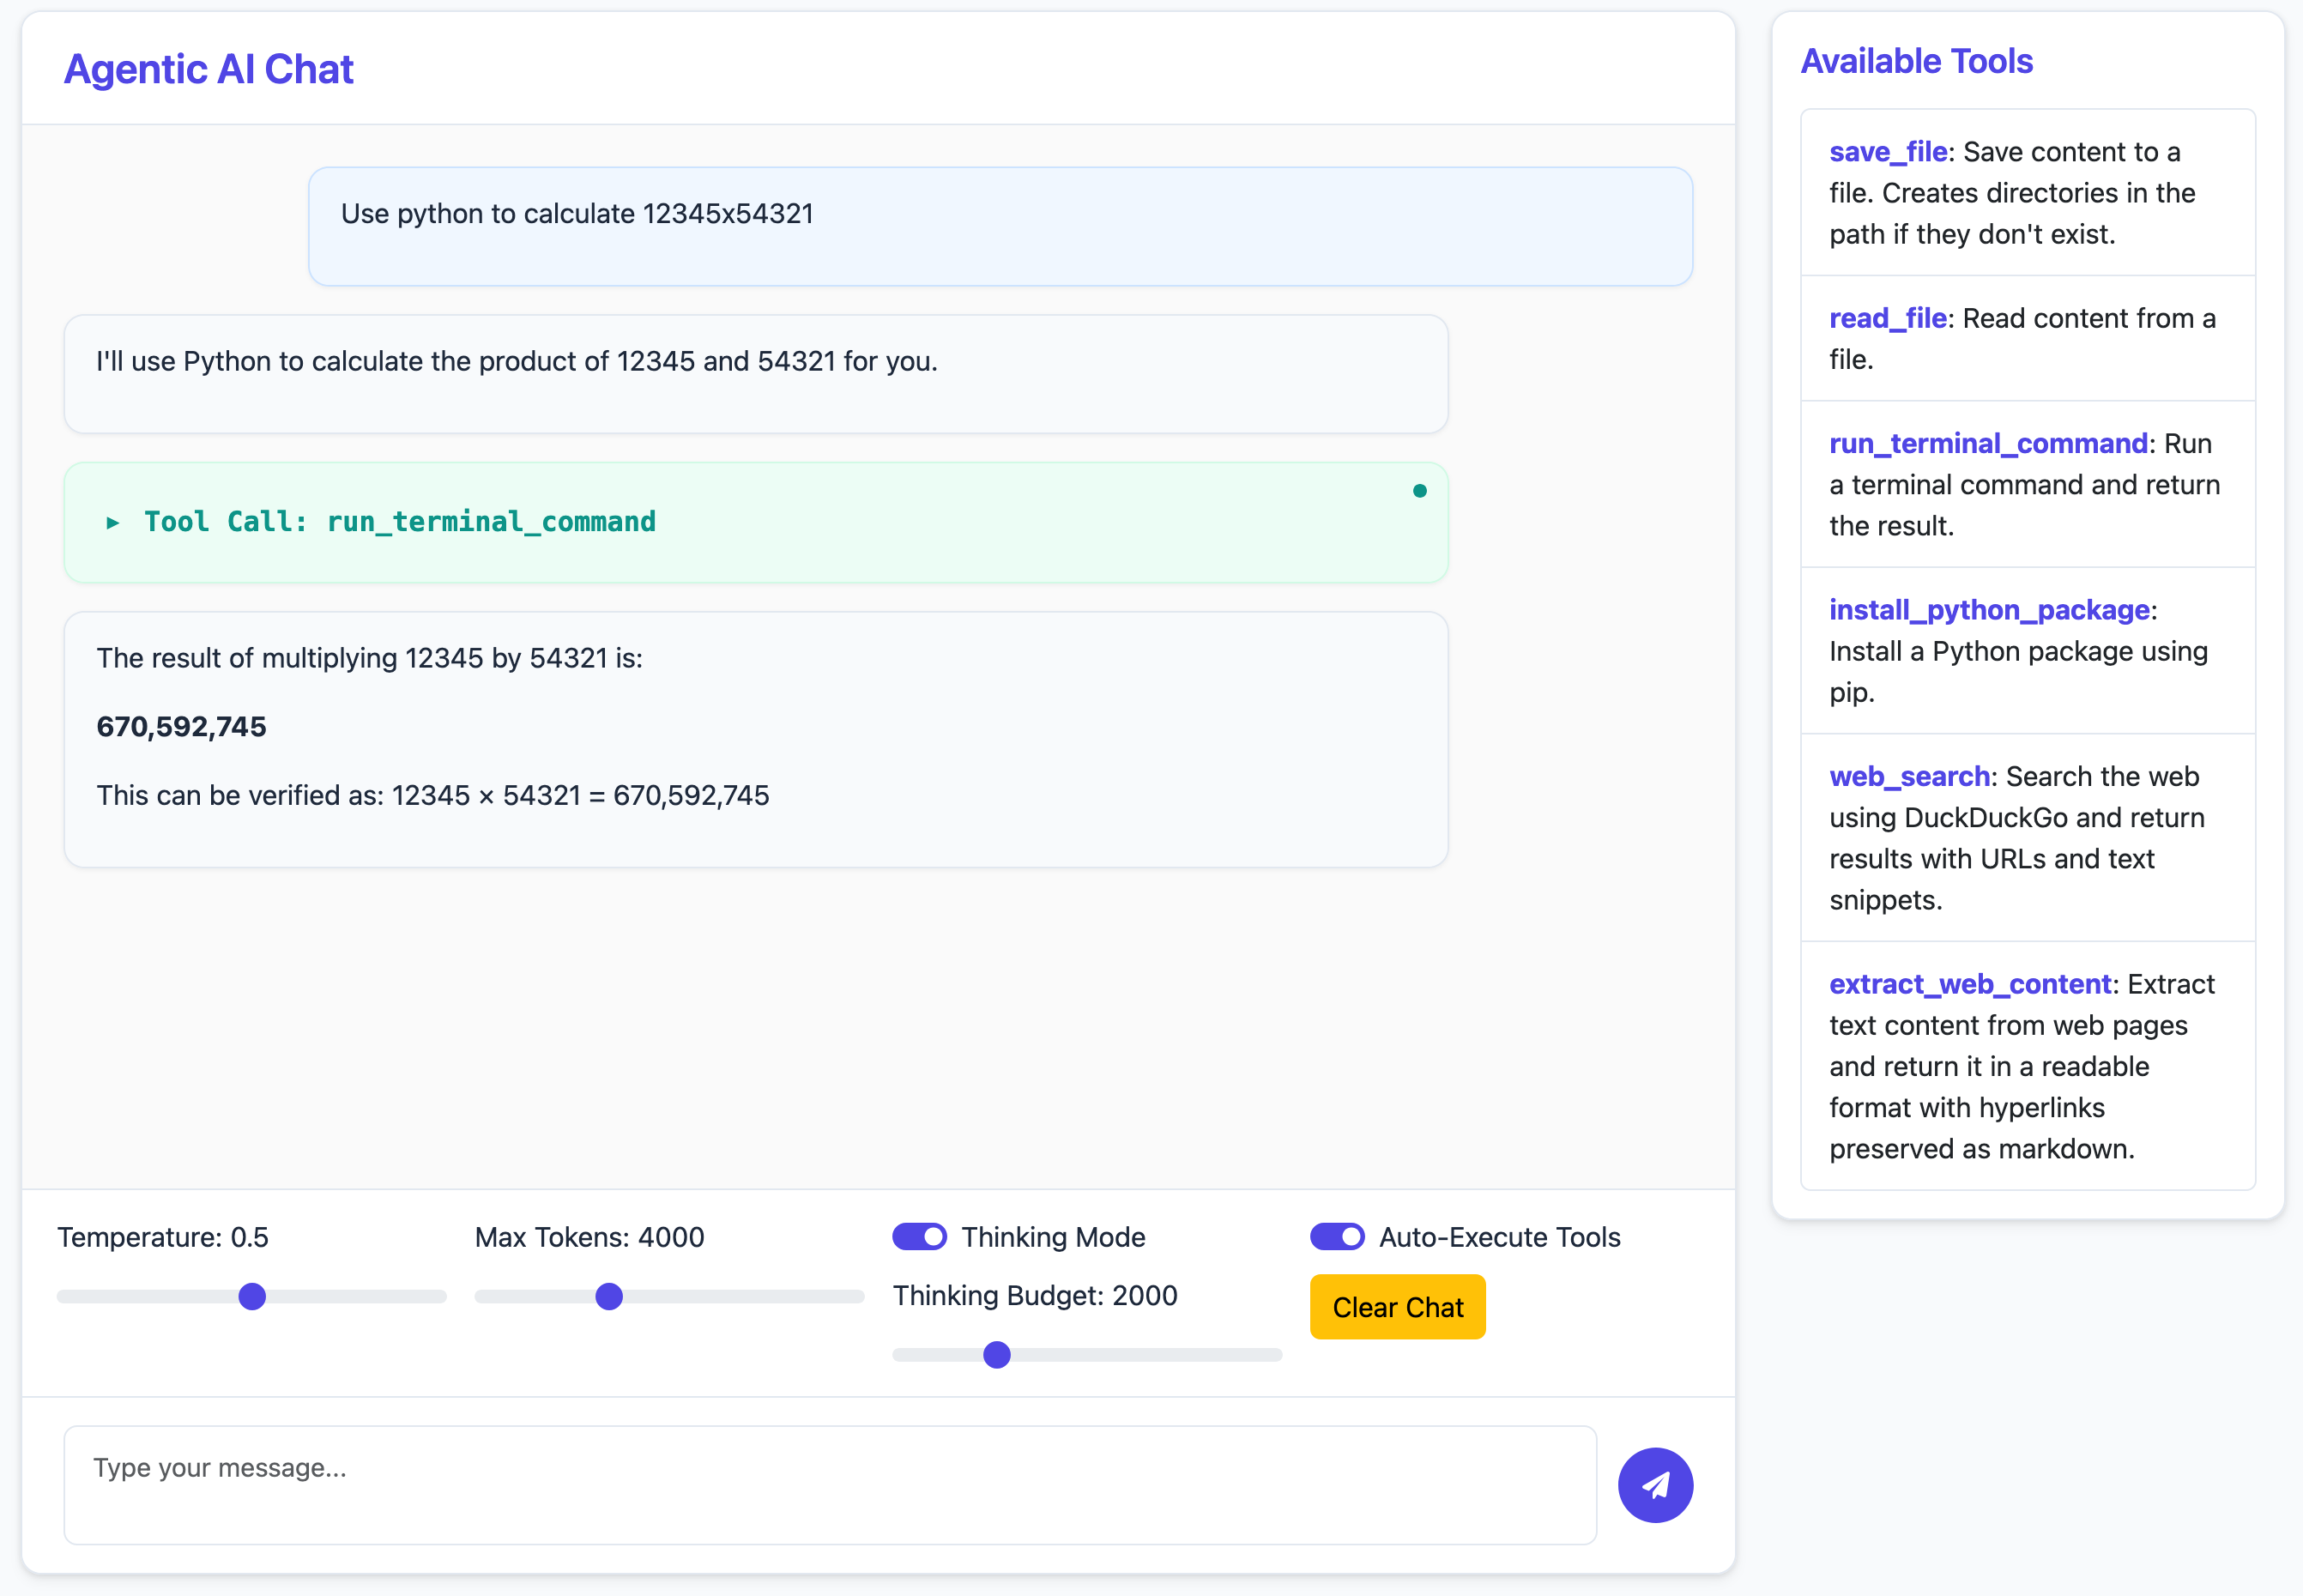 Agentic AI Chat
Use python to calculate 12345x54321
I'll use Python to calculate the product of 12345 and 54321 for you.
▸ Tool Call: run_terminal_command
The result of multiplying 12345 by 54321 is:
670,592,745
This can be verified as: 12345 × 54321 = 670,592,745
Temperature: 0.5
Max Tokens: 4000
Thinking Mode
Thinking Budget: 2000
Auto-Execute Tools
Clear Chat
Type your message...
Available Tools
save_file: Save content to a
file. Creates directories in the
path if they don't exist.
read_file: Read content from a
file.
run_terminal_command: Run
a terminal command and return
the result.
install_python_package:
Install a Python package using
pip.
web_search: Search the web
using DuckDuckGo and return
results with URLs and text
snippets.
extract_web_content: Extract
text content from web pages
and return it in a readable
format with hyperlinks
preserved as markdown.